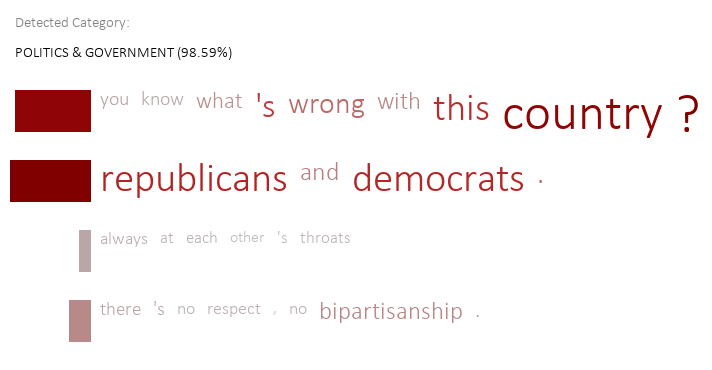 Detected Category:
POLITICS & GOVERNMENT (98.59%)
you know what 's wrong with this country ?
republicans and democrats .
always at each other 's throats
there 's no respect , no bipartisanship .